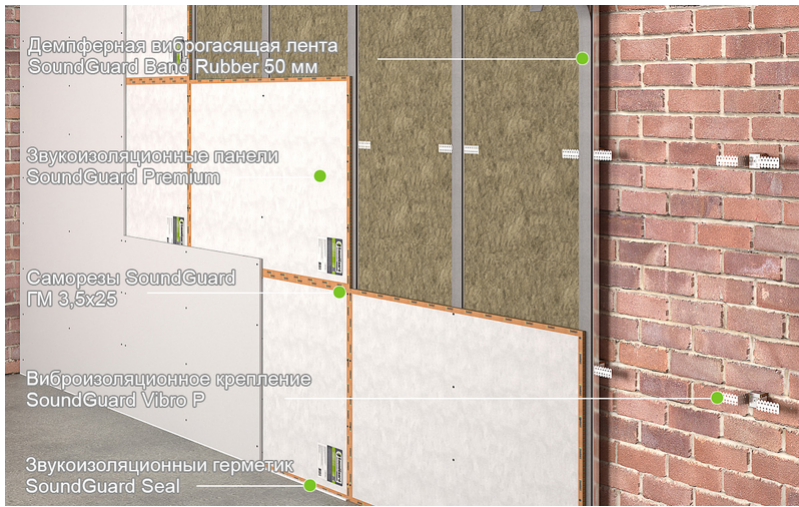 Демпферная виброгасящая лента
SoundGuard Band Rubber 50 мм
Звукоизоляционные панели
SoundGuard Premium
Саморезы SoundGuard
ГМ 3,5х25
Виброизоляционное крепление
SoundGuard Vibro P
Звукоизоляционный герметик
SoundGuard Seal